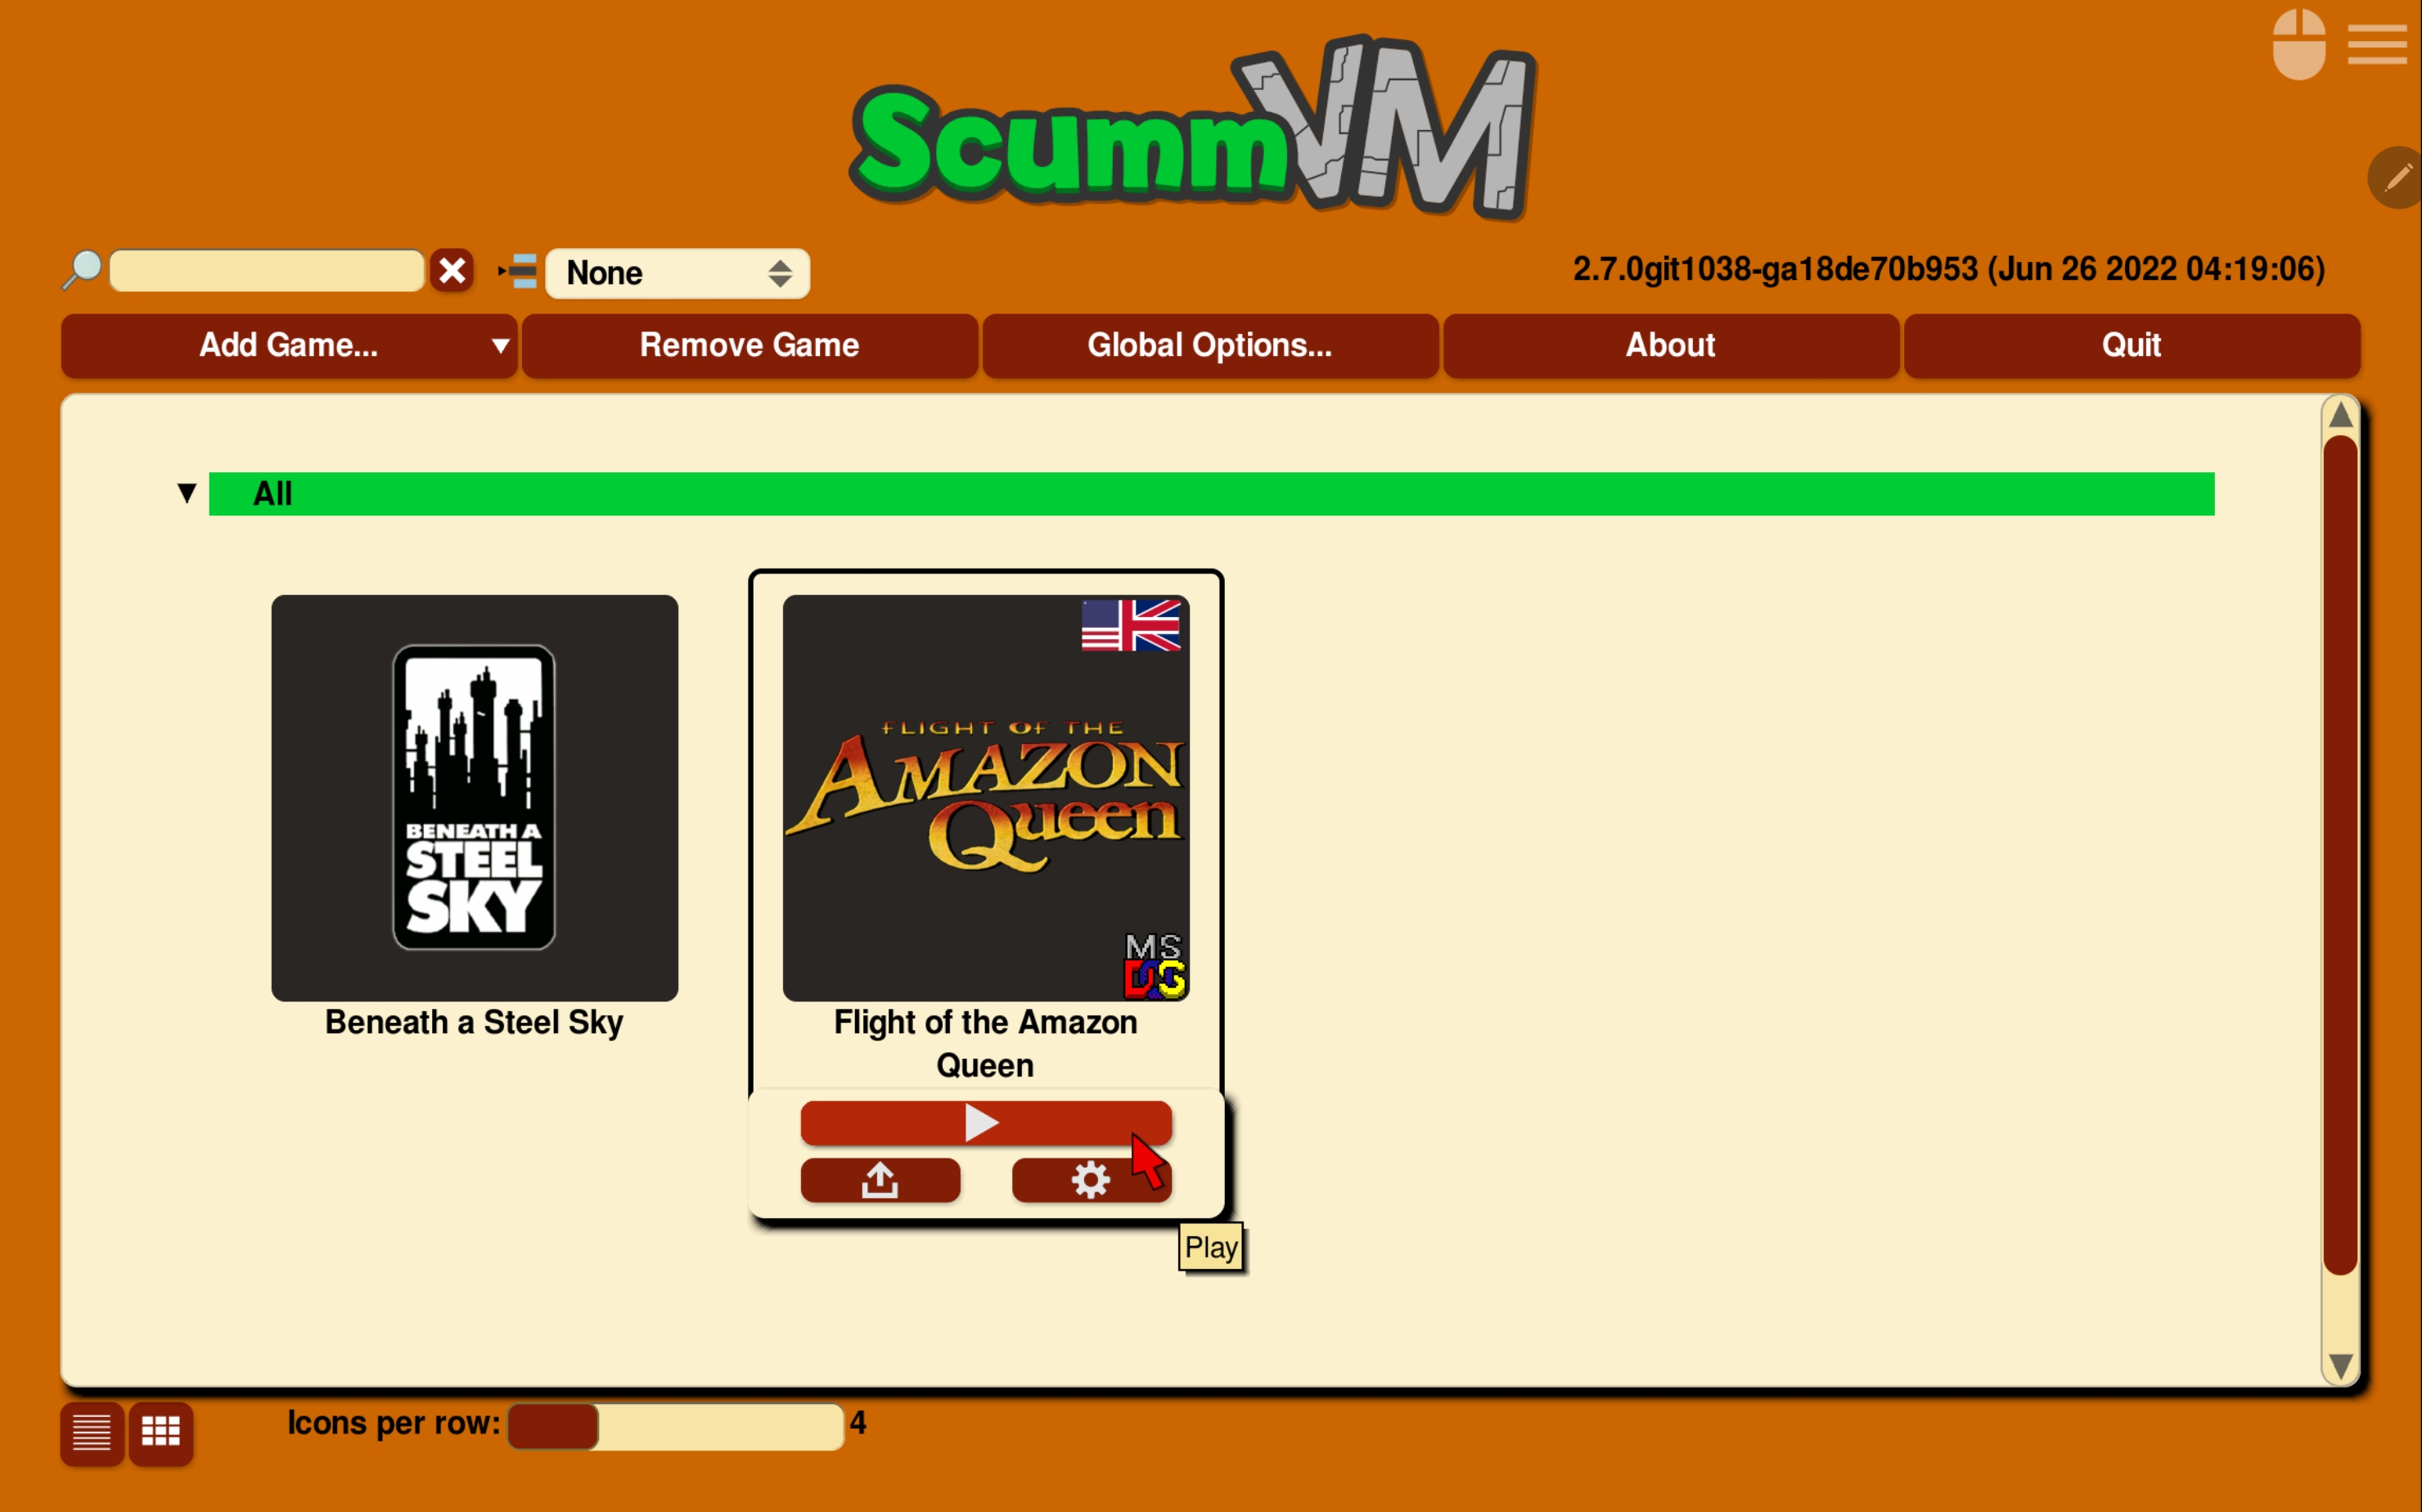 ScummVM
None
2.7.0git1038-ga18de70b953 (Jun 26 2022 04:19:06)
Add Game...
Remove Game
Global Options...
About
Quit
All
BENEATH A
STEEL
SKY
Beneath a Steel Sky
FLIGHT OF THE
AMAZON
Queen
MS
DOS
Flight of the Amazon
Queen
Play
Icons per row:
4